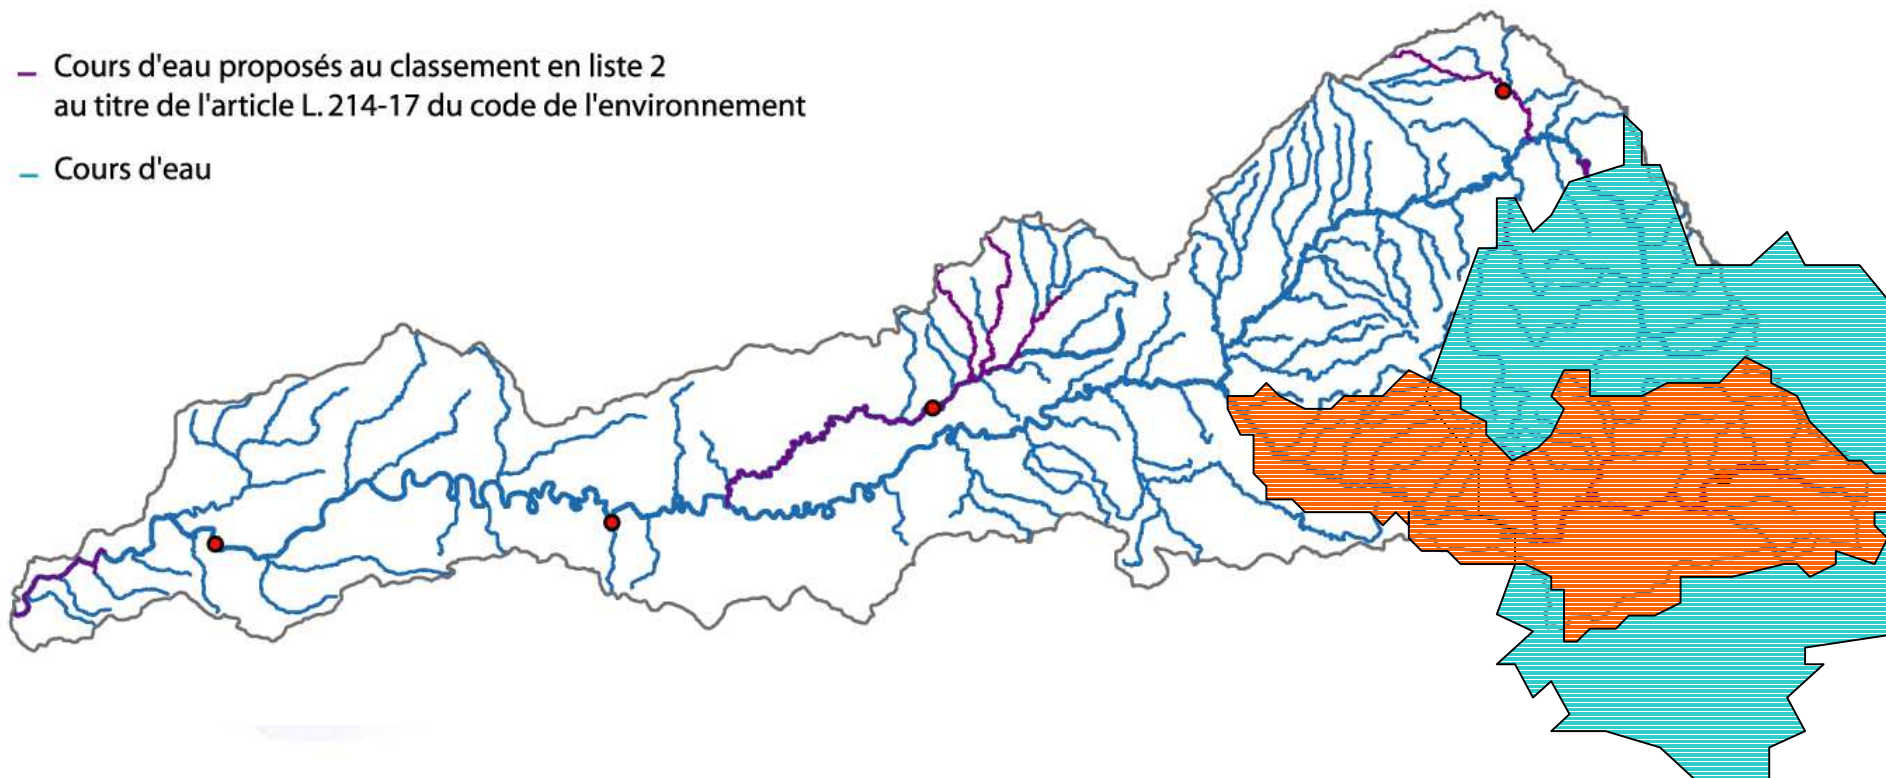 Cours d'eau proposés au classement en liste 2
au titre de l'article L. 214-17 du code de l'environnement
Cours d'eau